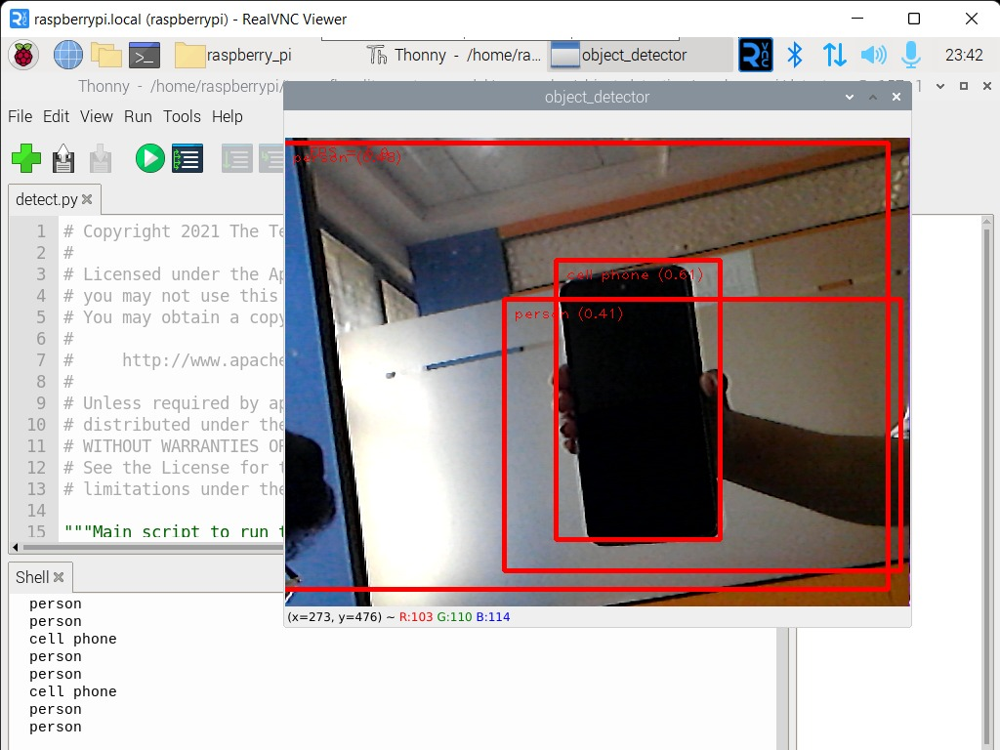 raspberrypi.local (raspberrypi) - RealVNC Viewer
raspberry_pi
Thonny - /home/ra...
object_detector
23:42
Thonny - /home/raspberrypi/
object_detector
File Edit View Run Tools Help
detect.py
1 # Copyright 2021 The Te
2 #
3 # Licensed under the Ap
4 # you may not use this
5 # You may obtain a copy
6 #
7 # http://www.apache
8 #
9 # Unless required by ap
10 # distributed under the
11 # WITHOUT WARRANTIES OR
12 # See the License for t
13 # limitations under the
14
15 """Main script to run t
person
cell phone (0.61)
person (0.41)
(x=273, y=476) ~ R:103 G:110 B:114
Shell
person
person
cell phone
person
person
cell phone
person
person